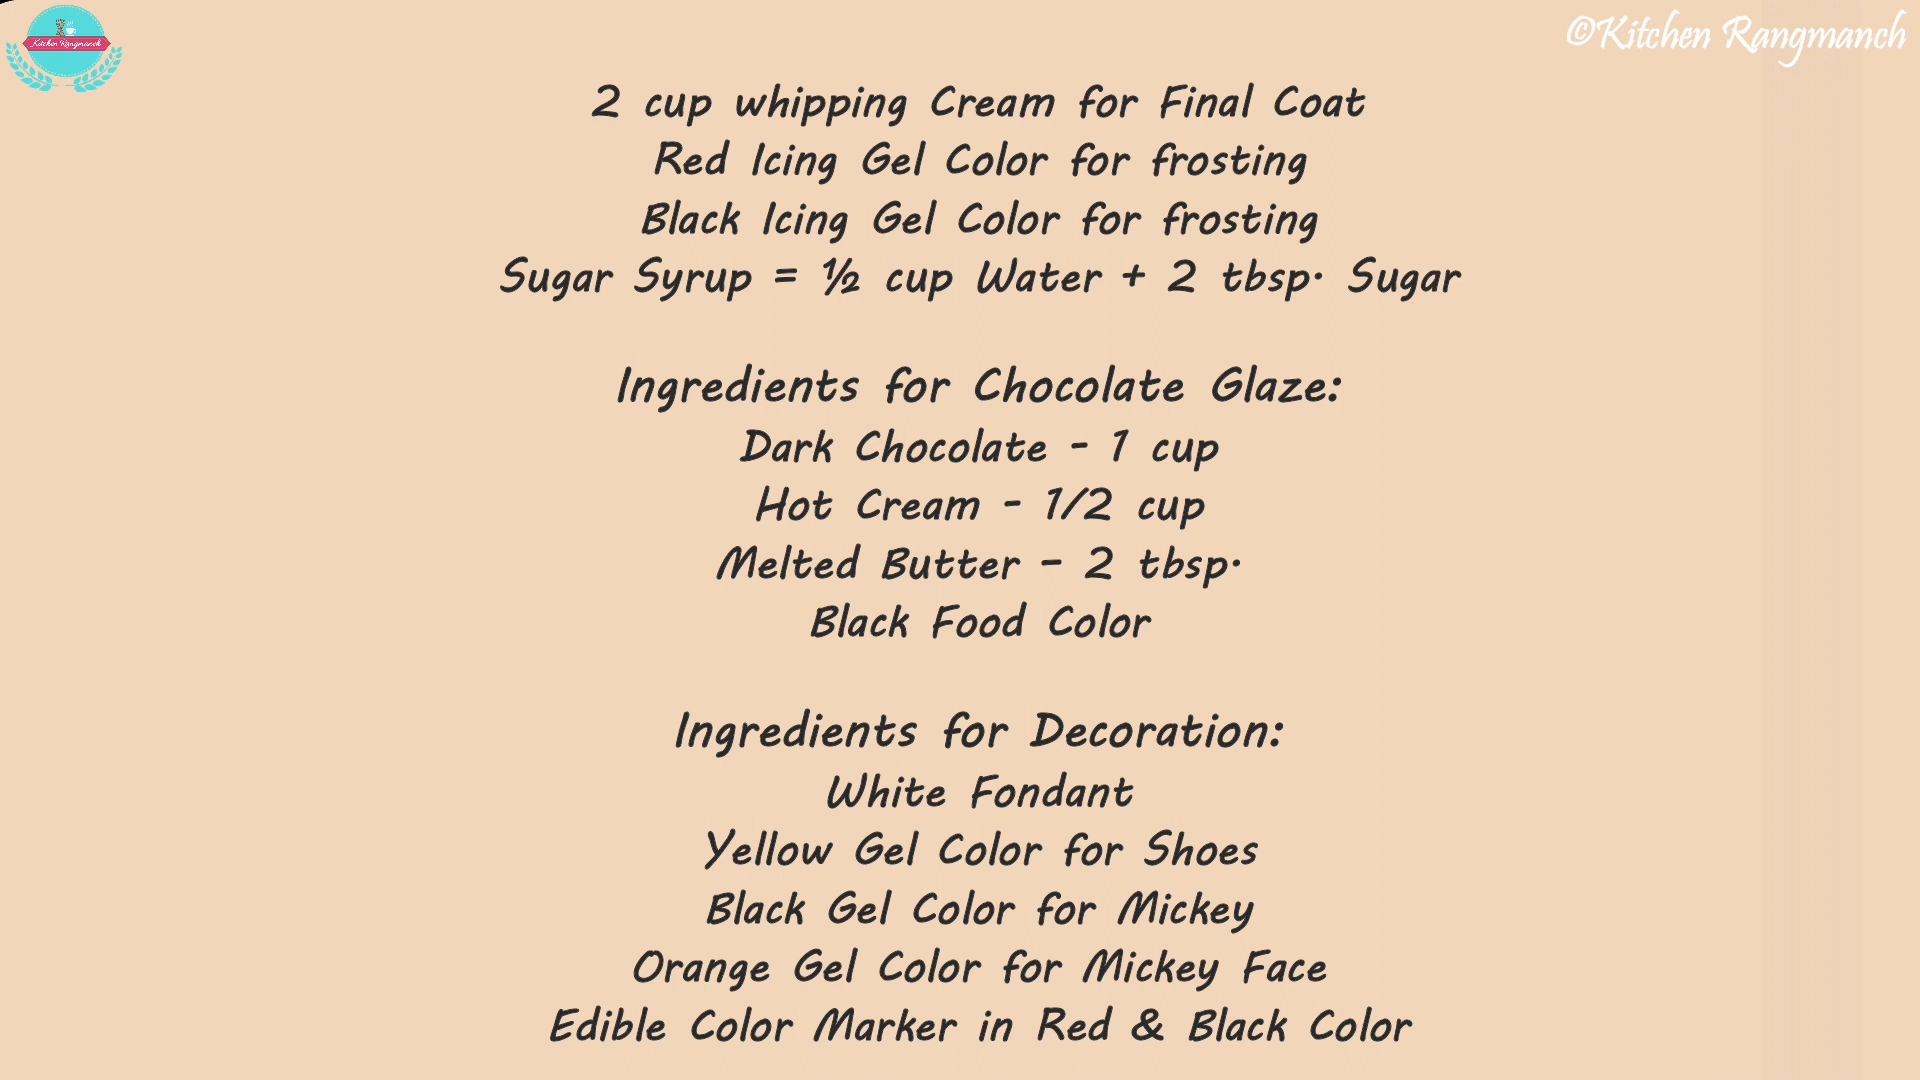 Kitchen Rangmanch
©Kitchen Rangmanch
2 cup whipping Cream for Final Coat
Red Icing Gel Color for frosting
Black Icing Gel Color for frosting
Sugar Syrup = ½ cup Water + 2 tbsp. Sugar
Ingredients for Chocolate Glaze:
Dark Chocolate - 1 cup
Hot Cream - 1/2 cup
Melted Butter – 2 tbsp.
Black Food Color
Ingredients for Decoration:
White Fondant
Yellow Gel Color for Shoes
Black Gel Color for Mickey
Orange Gel Color for Mickey Face
Edible Color Marker in Red & Black Color